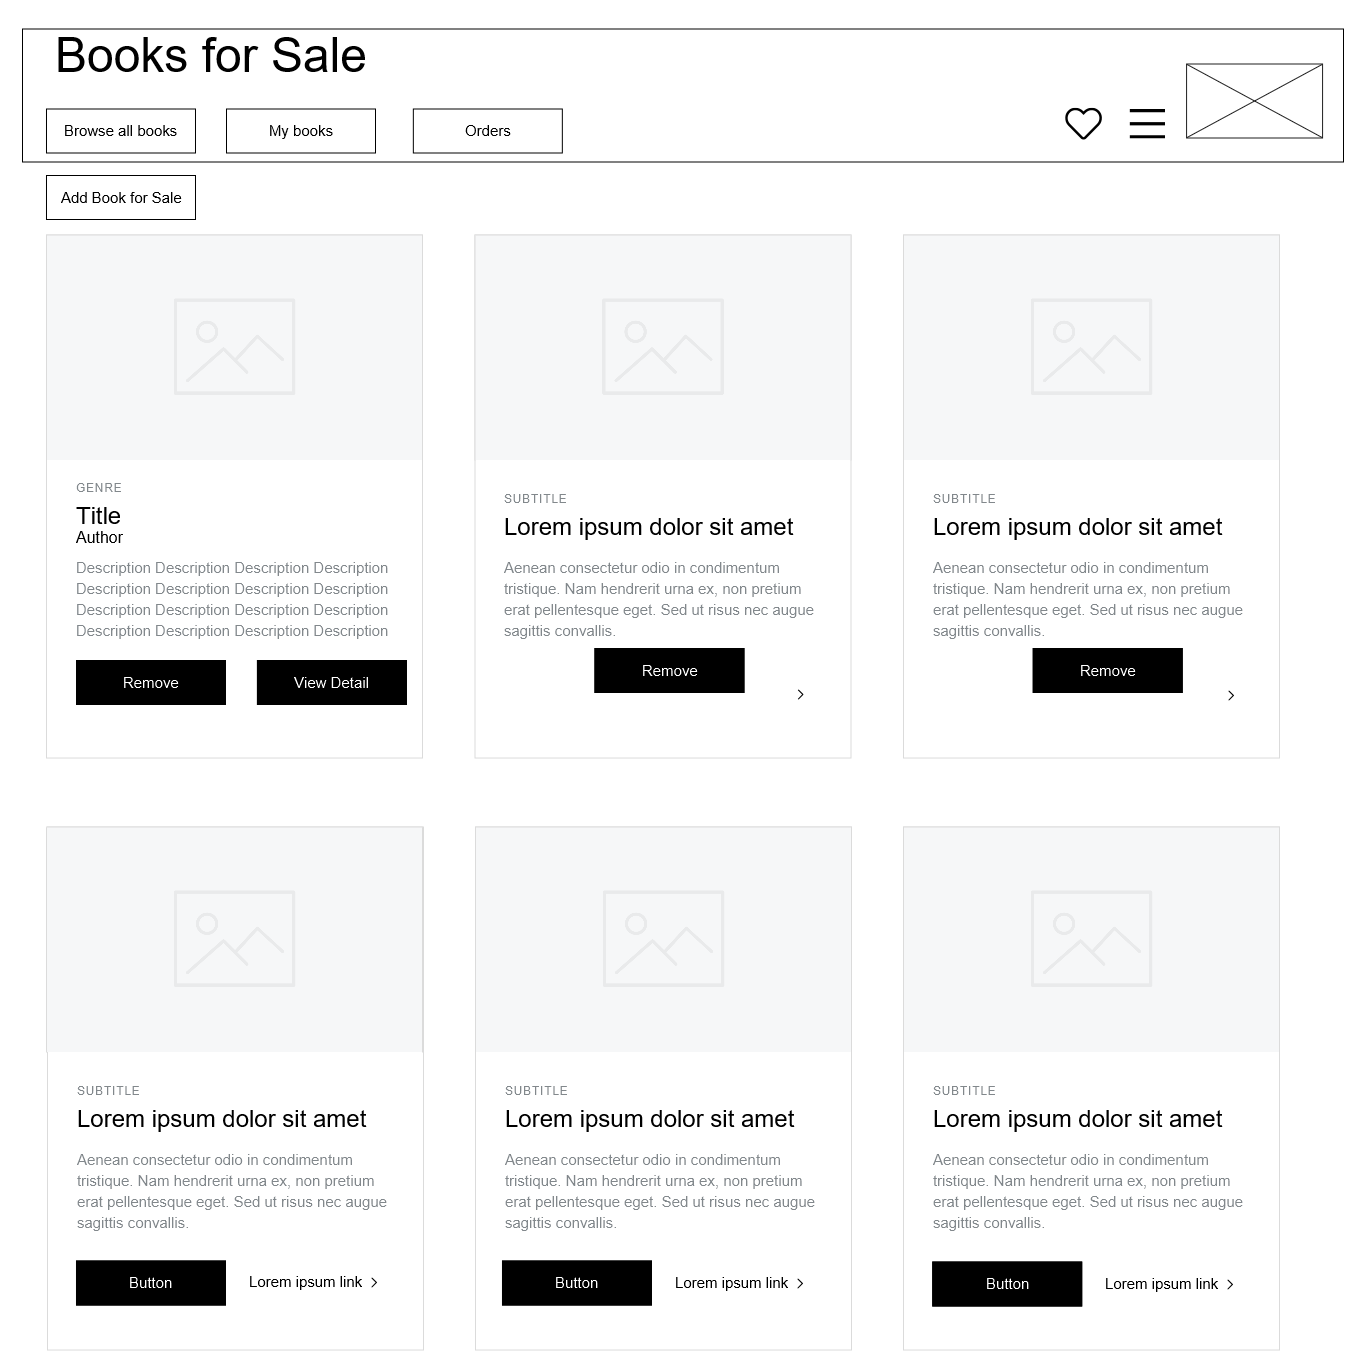 Books for Sale
Browse all books
My books
Orders
Add Book for Sale
GENRE
Title
Author
Description Description Description Description
Description Description Description Description
Description Description Description Description
Description Description Description Description
Remove
View Detail
SUBTITLE
Lorem ipsum dolor sit amet
Aenean consectetur odio in condimentum
tristique. Nam hendrerit urna ex, non pretium
erat pellentesque eget. Sed ut risus nec augue
sagittis convallis.
Remove
SUBTITLE
Lorem ipsum dolor sit amet
Aenean consectetur odio in condimentum
tristique. Nam hendrerit urna ex, non pretium
erat pellentesque eget. Sed ut risus nec augue
sagittis convallis.
Remove
SUBTITLE
Lorem ipsum dolor sit amet
Aenean consectetur odio in condimentum
tristique. Nam hendrerit urna ex, non pretium
erat pellentesque eget. Sed ut risus nec augue
sagittis convallis.
Button
Lorem ipsum link
SUBTITLE
Lorem ipsum dolor sit amet
Aenean consectetur odio in condimentum
tristique. Nam hendrerit urna ex, non pretium
erat pellentesque eget. Sed ut risus nec augue
sagittis convallis.
Button
Lorem ipsum link
SUBTITLE
Lorem ipsum dolor sit amet
Aenean consectetur odio in condimentum
tristique. Nam hendrerit urna ex, non pretium
erat pellentesque eget. Sed ut risus nec augue
sagittis convallis.
Button
Lorem ipsum link